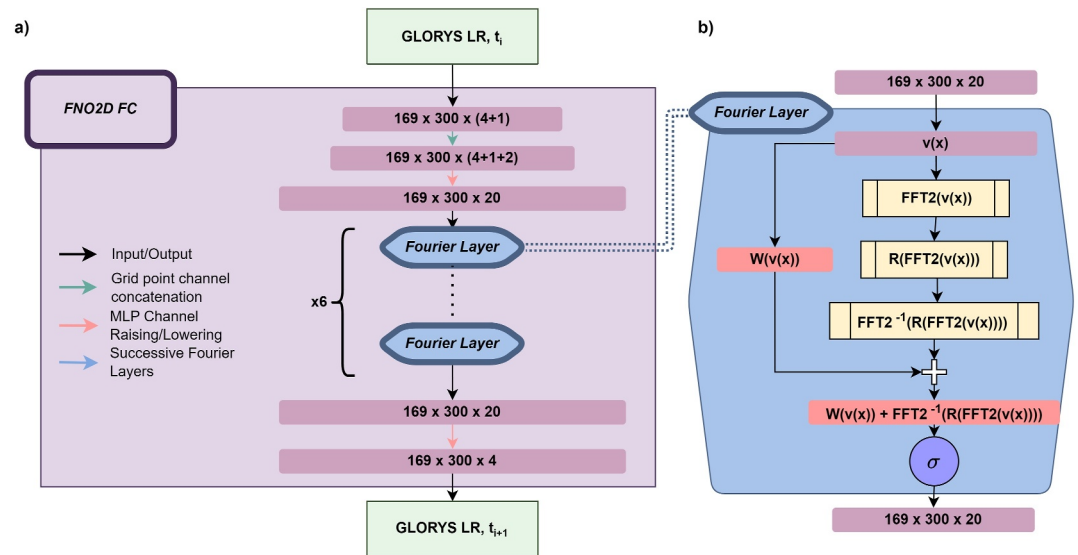 a)
GLORYS LR, tᵢ
FNO2D FC
169 x 300 x (4+1)
169 x 300 x (4+1+2)
169 x 300 x 20
Fourier Layer
x6
Fourier Layer
169 x 300 x 20
169 x 300 x 4
GLORYS LR, tᵢ₊₁
Input/Output
Grid point channel
concatenation
MLP Channel
Raising/Lowering
Successive Fourier
Layers
b)
169 x 300 x 20
Fourier Layer
v(x)
FFT2(v(x))
W(v(x))
R(FFT2(v(x)))
FFT2 ⁻¹(R(FFT2(v(x))))
W(v(x)) + FFT2 ⁻¹(R(FFT2(v(x))))
σ
169 x 300 x 20